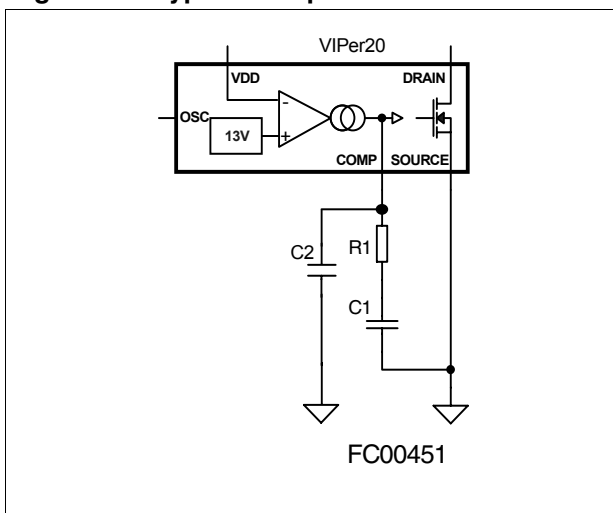 VIPer20
VDD
DRAIN
OSC
-
13V
+
COMP SOURCE
C2
R1
C1
FC00451